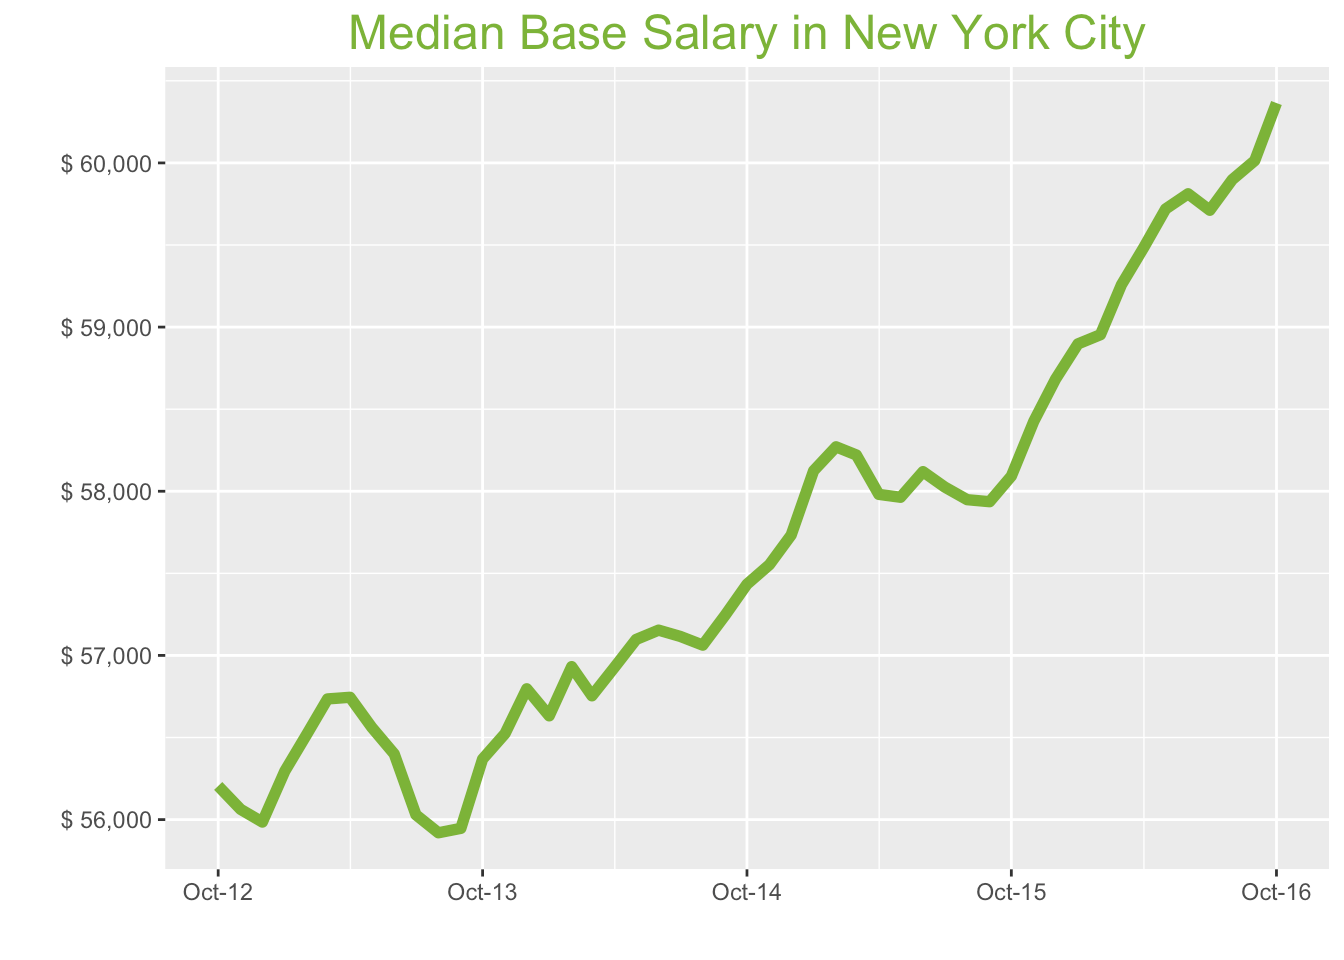 Median Base Salary in New York City
$ 60,000
$ 59,000
$ 58,000
$ 57,000
$ 56,000
Oct-12 Oct-13 Oct-14 Oct-15 Oct-16